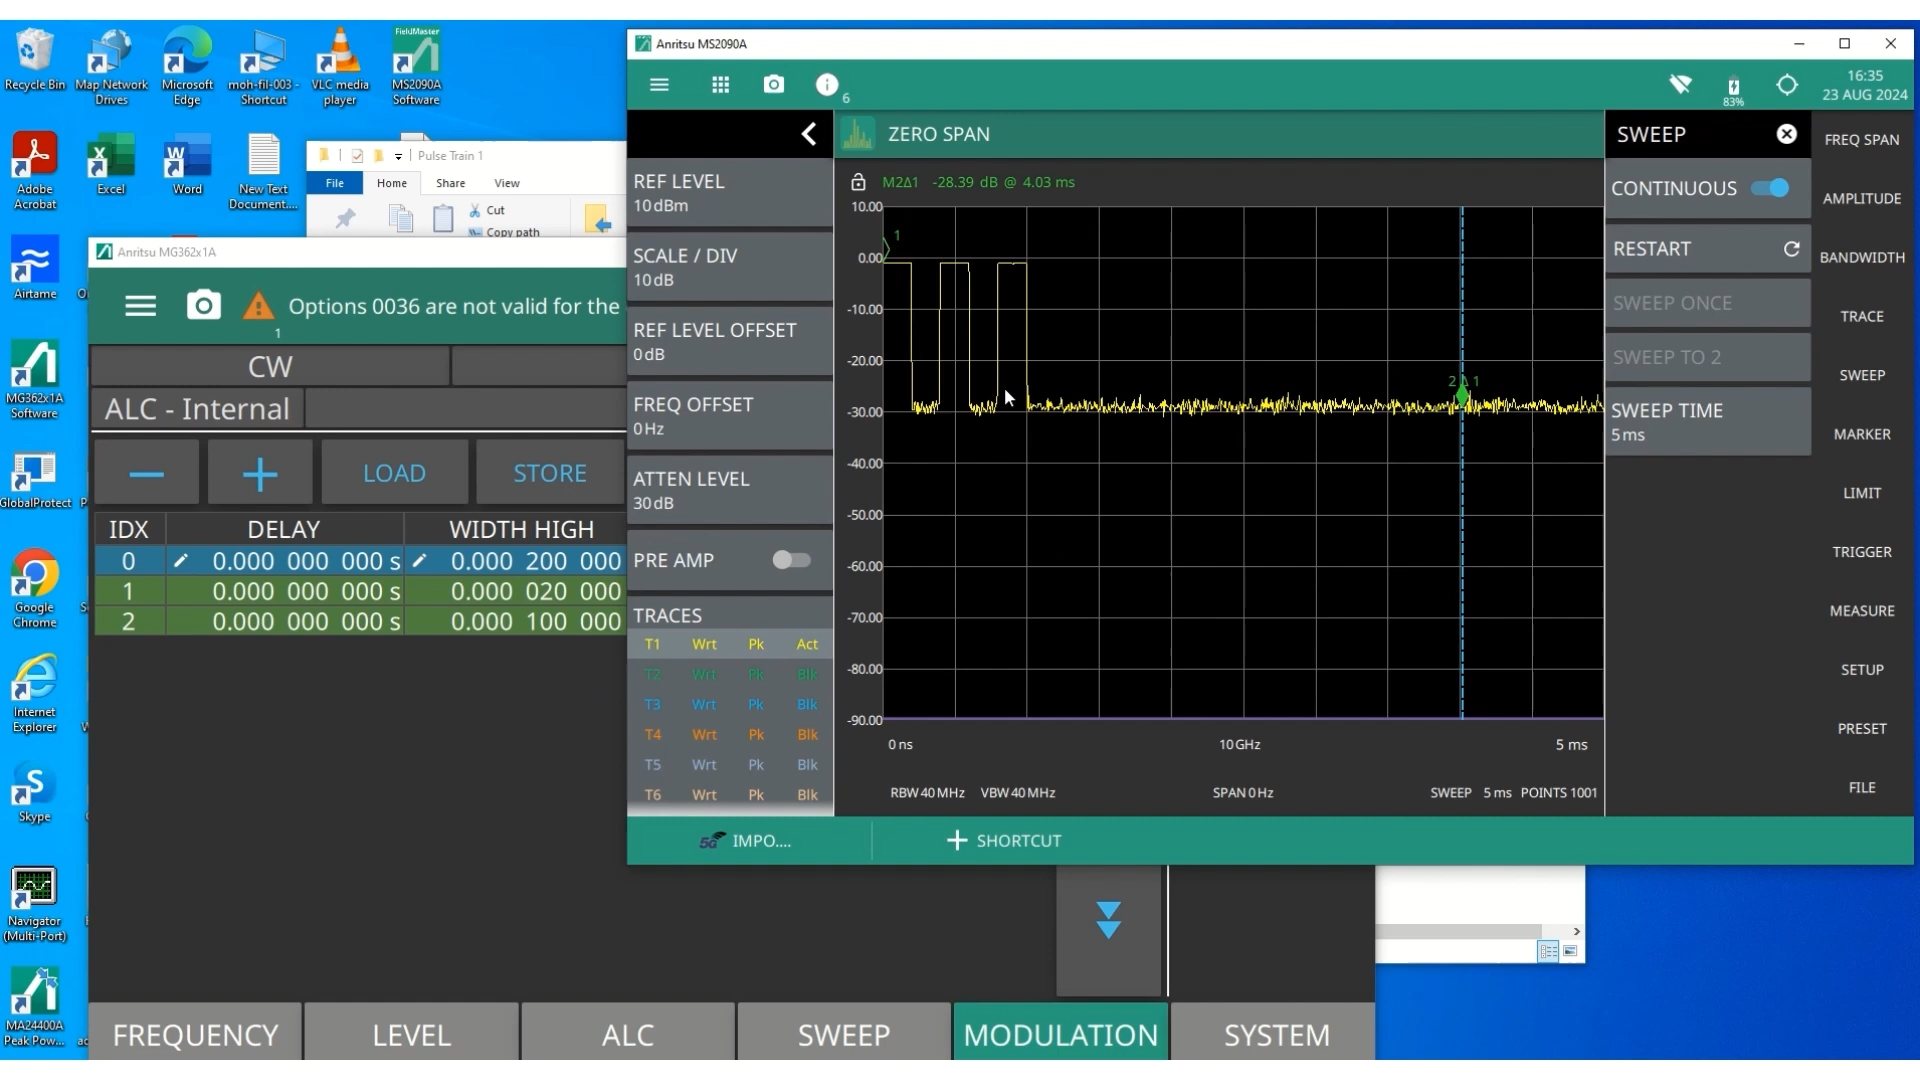 Recycle Bin
Map Network
Drives
Microsoft
Edge
moh-fil-003 -
Shortcut
VLC media
player
FieldMaster
MS2090A
Software
Adobe
Acrobat
Excel
Word
New Text
Document....
Airtame
MG362x1A
Software
GlobalProtect
Google
Chrome
Internet
Explorer
Skype
Navigator
(Multi-Port)
MA24400A
Peak Pow...
Pulse Train 1
File
Home
Share
View
Cut
Copy path
Anritsu MG362x1A
1
Options 0036 are not valid for the
CW
ALC - Internal
LOAD
STORE
IDX DELAY WIDTH HIGH
0 0.000 000 000 s 0.000 200 000
1 0.000 000 000 s 0.000 020 000
2 0.000 000 000 s 0.000 100 000
FREQUENCY
LEVEL
ALC
SWEEP
MODULATION
SYSTEM
Anritsu MS2090A
6
83%
16:35
23 AUG 2024
REF LEVEL
10 dBm
SCALE / DIV
10 dB
REF LEVEL OFFSET
0 dB
FREQ OFFSET
0 Hz
ATTEN LEVEL
30 dB
PRE AMP
TRACES
T1 Wrt Pk Act
T2 Wrt Pk Blk
T3 Wrt Pk Blk
T4 Wrt Pk Blk
T5 Wrt Pk Blk
T6 Wrt Pk Blk
ZERO SPAN
M2Δ1 -28.39 dB @ 4.03 ms
10.00
0.00
-10.00
-20.00
-30.00
-40.00
-50.00
-60.00
-70.00
-80.00
-90.00
1
2Δ1
0 ns 10 GHz 5 ms
RBW 40 MHz VBW 40 MHz SPAN 0 Hz SWEEP 5 ms POINTS 1001
SWEEP
CONTINUOUS
RESTART
SWEEP ONCE
SWEEP TO 2
SWEEP TIME
5 ms
FREQ SPAN
AMPLITUDE
BANDWIDTH
TRACE
SWEEP
MARKER
LIMIT
TRIGGER
MEASURE
SETUP
PRESET
FILE
5G IMPO....
SHORTCUT